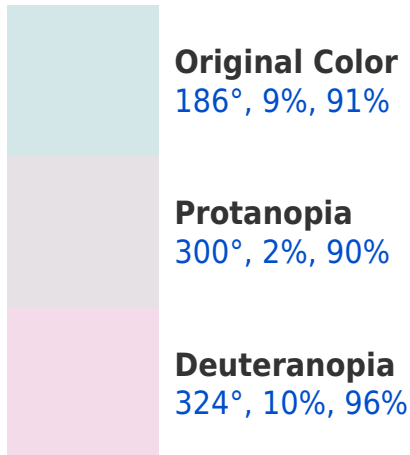 Original Color
186°, 9%, 91%
Protanopia
300°, 2%, 90%
Deuteranopia
324°, 10%, 96%